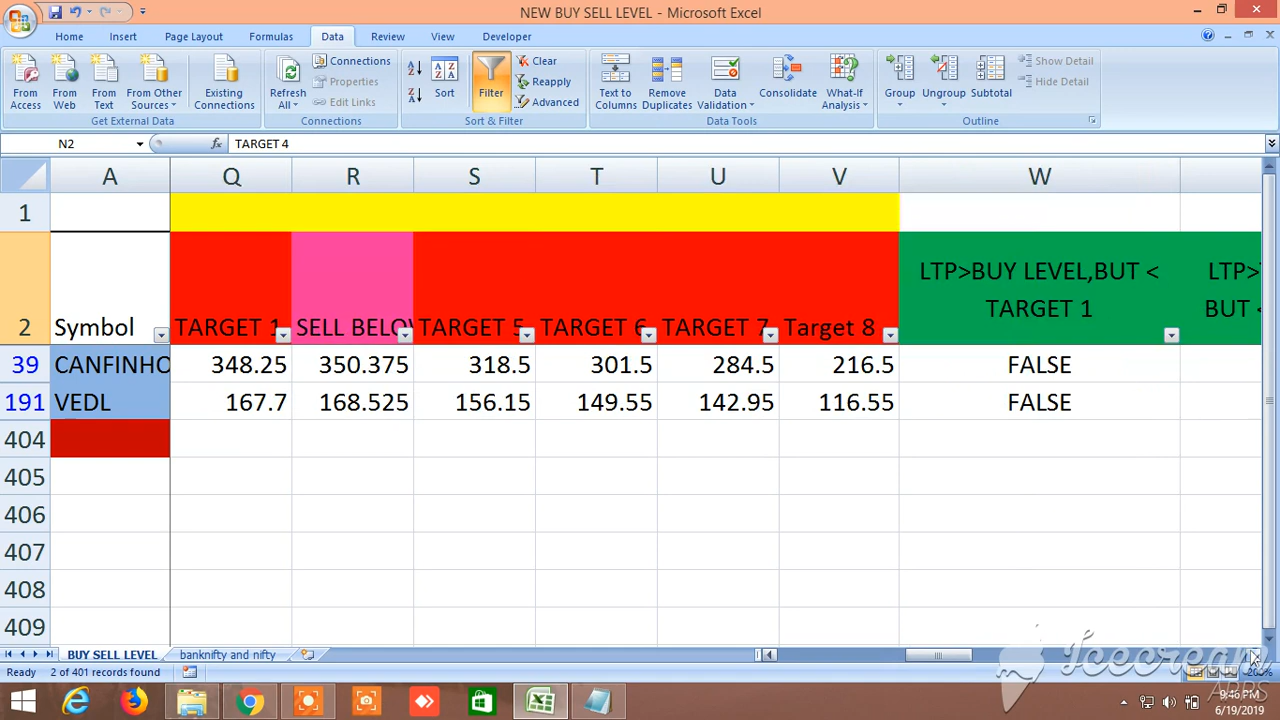 NEW BUY SELL LEVEL - Microsoft Excel
Home Insert Page Layout Formulas Data Review View Developer
From Access
From Web
From Text
From Other Sources
Existing Connections
Get External Data
Refresh All
Connections
Properties
Edit Links
Connections
Sort
Filter
Clear
Reapply
Advanced
Sort & Filter
Text to Columns
Remove Duplicates
Data Validation
Consolidate
What-If Analysis
Data Tools
Group
Ungroup
Subtotal
Show Detail
Hide Detail
Outline
N2 fx TARGET 4
A Q R S T U V W
1
2 Symbol TARGET 1 SELL BELOW TARGET 5 TARGET 6 TARGET 7 Target 8 LTP>BUY LEVEL,BUT < TARGET 1 LTP> BUT <
39 CANFINHO 348.25 350.375 318.5 301.5 284.5 216.5 FALSE
191 VEDL 167.7 168.525 156.15 149.55 142.95 116.55 FALSE
404
405
406
407
408
409
BUY SELL LEVEL banknifty and nifty
Ready 2 of 401 records found 200%
Icecream
APPS
9:46 PM
6/19/2019